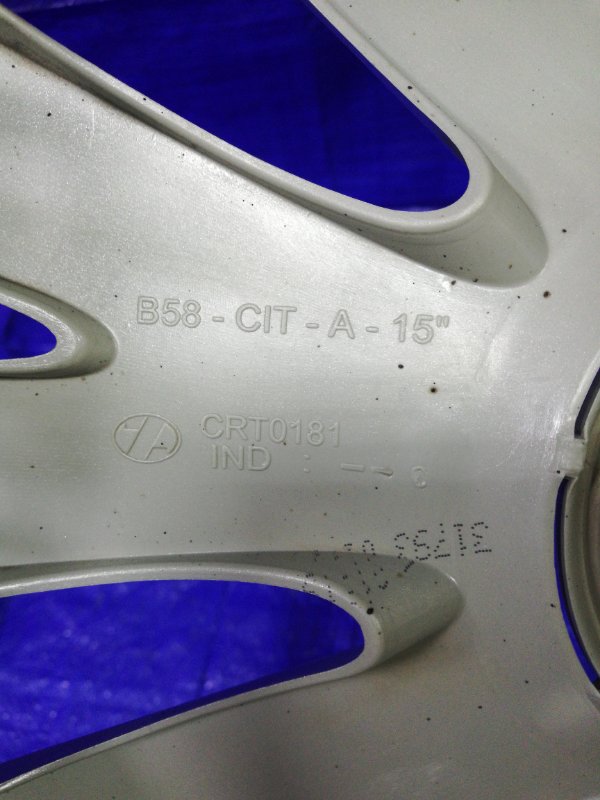 B58 - CIT - A - 15"
CRT0181
IND : -- C